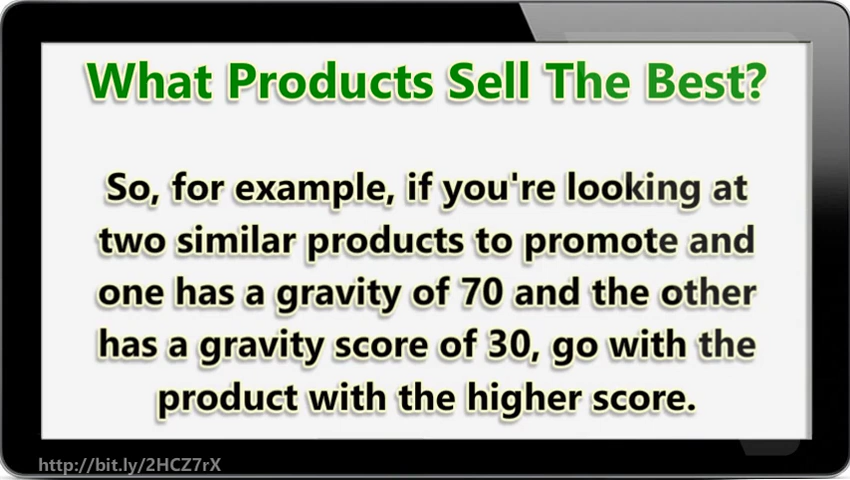 What Products Sell The Best?
So, for example, if you're looking at
two similar products to promote and
one has a gravity of 70 and the other
has a gravity score of 30, go with the
product with the higher score.
http://bit.ly/2HCZ7rX